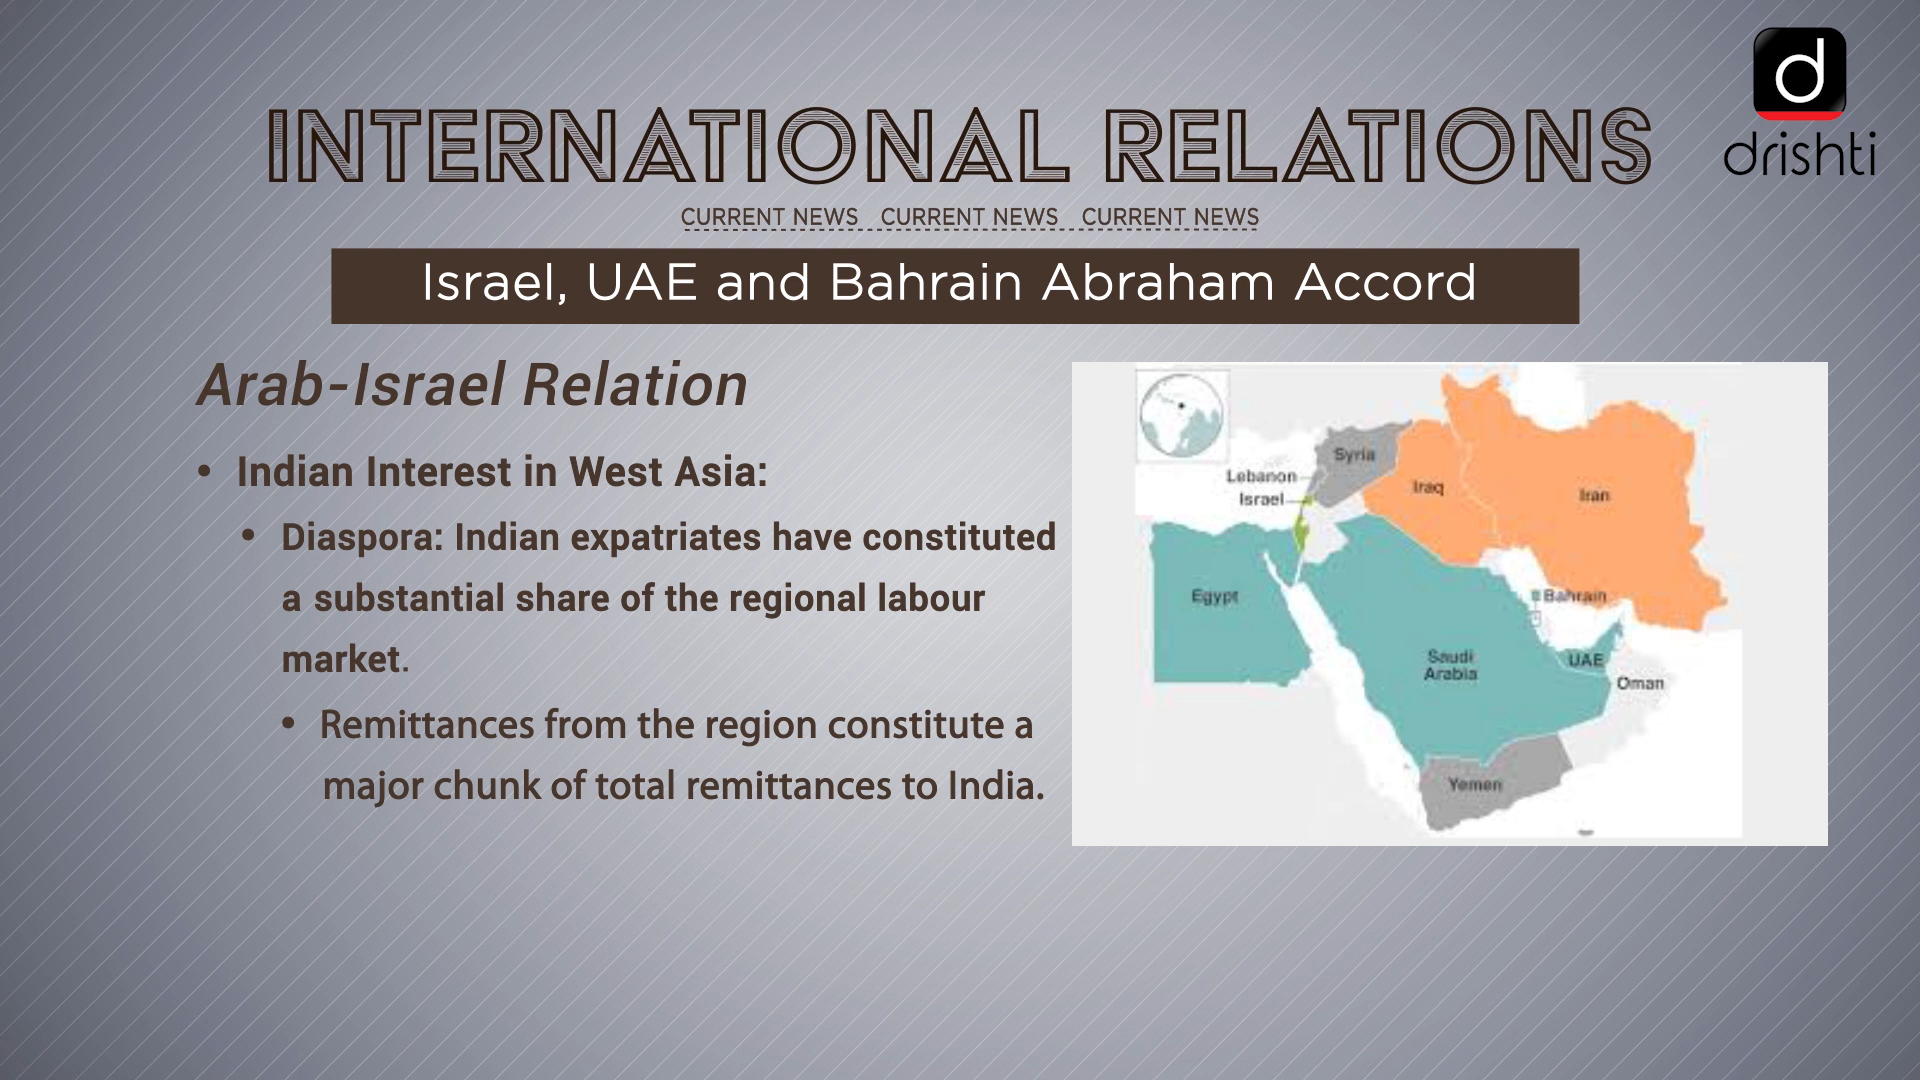 d
drishti
INTERNATIONAL RELATIONS
CURRENT NEWS CURRENT NEWS CURRENT NEWS
Israel, UAE and Bahrain Abraham Accord
Arab-Israel Relation
• Indian Interest in West Asia:
• Diaspora: Indian expatriates have constituted
a substantial share of the regional labour
market.
• Remittances from the region constitute a
major chunk of total remittances to India.
Syria
Lebanon
Israel
Iraq
Iran
Egypt
Bahrain
Saudi
Arabia
UAE
Oman
Yemen